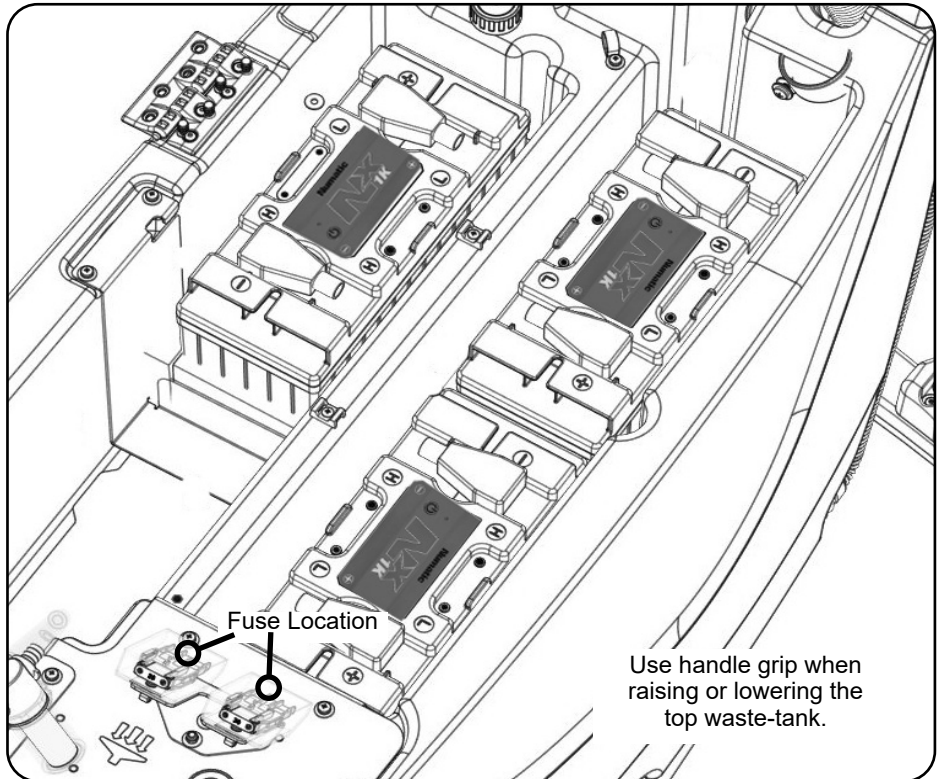 +
L
L
Numatic
NX
1K
+
−
H
H
−
−
L
H
−
NX
1K
Numatic
+
H
L
+
−
−
L
H
NX
1K
Numatic
+
H
L
+
Fuse Location
Use handle grip when
raising or lowering the
top waste-tank.